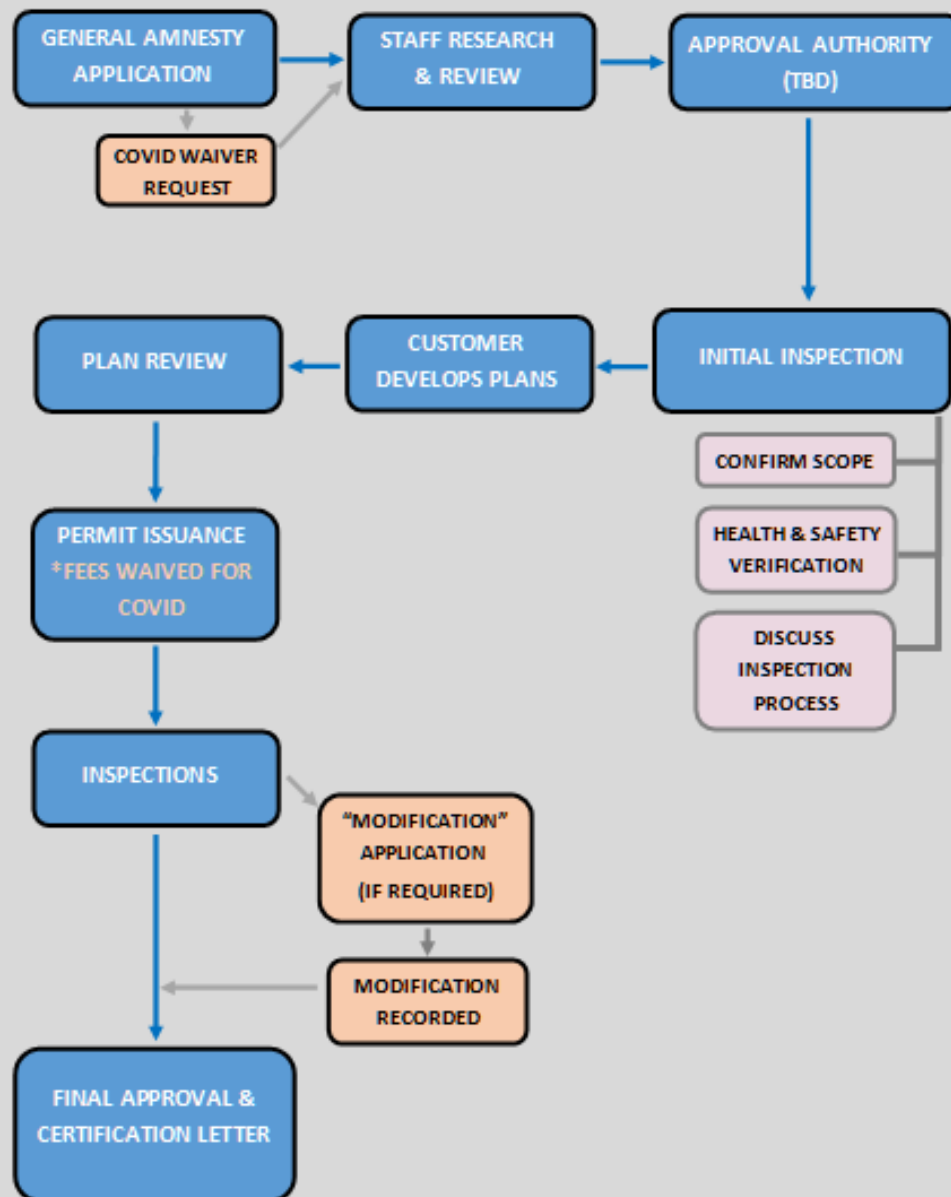 GENERAL AMNESTY
APPLICATION
STAFF RESEARCH
& REVIEW
APPROVAL AUTHORITY
(TBD)
COVID WAIVER
REQUEST
PLAN REVIEW
CUSTOMER
DEVELOPS PLANS
INITIAL INSPECTION
CONFIRM SCOPE
HEALTH & SAFETY
VERIFICATION
DISCUSS
INSPECTION
PROCESS
PERMIT ISSUANCE
*FEES WAIVED FOR
COVID
INSPECTIONS
“MODIFICATION”
APPLICATION
(IF REQUIRED)
MODIFICATION
RECORDED
FINAL APPROVAL &
CERTIFICATION LETTER